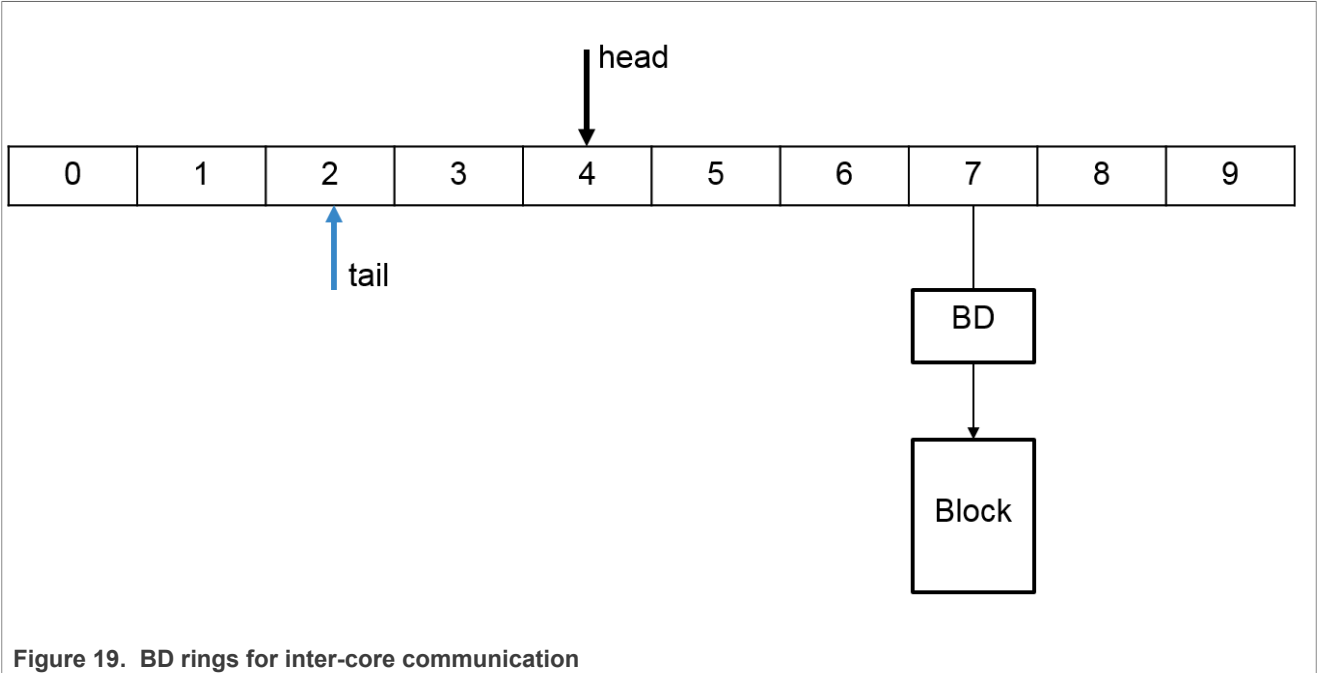 head
0 1 2 3 4 5 6 7 8 9
tail
BD
Block
Figure 19. BD rings for inter-core communication